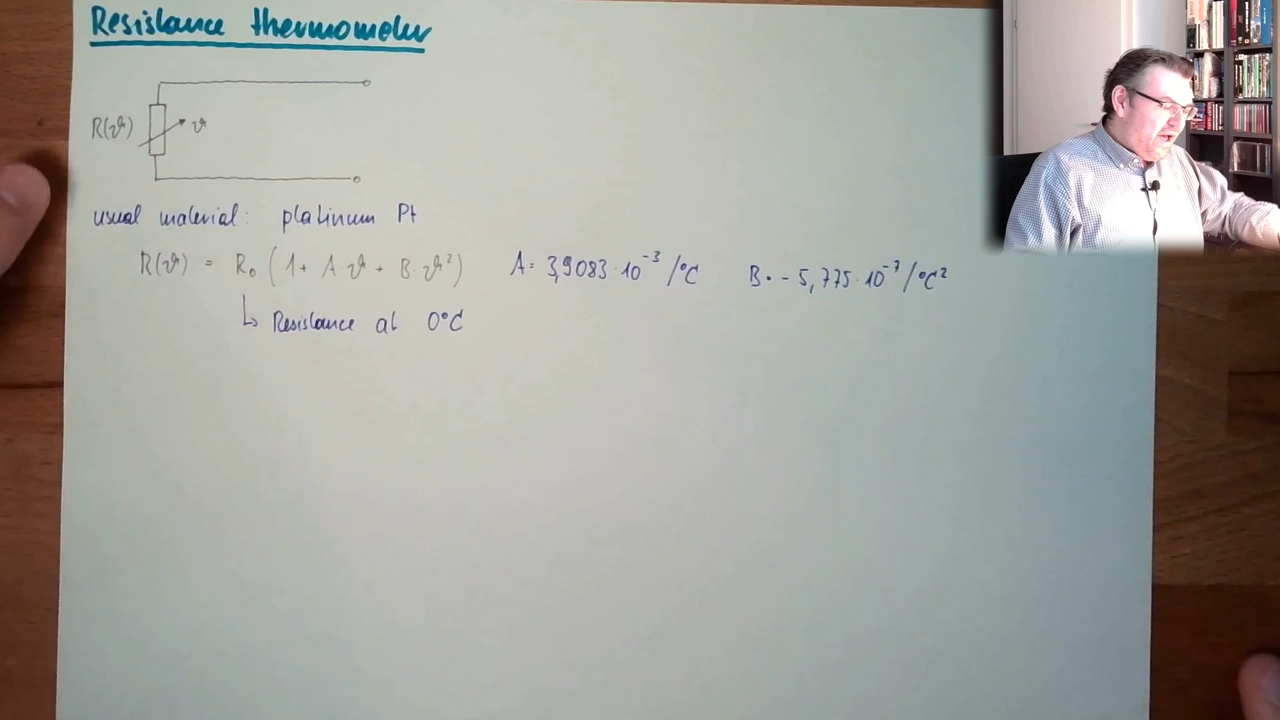 Resistance thermometer
R(ϑ) ϑ
usual material: platinum Pt
R(ϑ) = R₀ (1 + A·ϑ + B·ϑ²) A = 3,9083·10⁻³ /°C B = -5,775·10⁻⁷ /°C²
↳ Resistance at 0°C